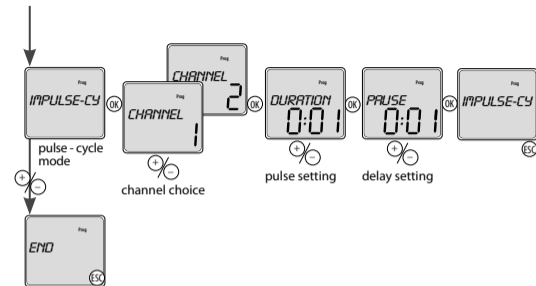 Prog
IMPULSE-CY
OK
Prog
CHANNEL
2
Prog
CHANNEL
1
OK
Prog
DURATION
0:01
OK
Prog
PAUSE
0:01
OK
Prog
IMPULSE-CY
ESC
pulse - cycle
mode
+/−
channel choice
+/−
pulse setting
+/−
delay setting
+/−
Prog
END
ESC